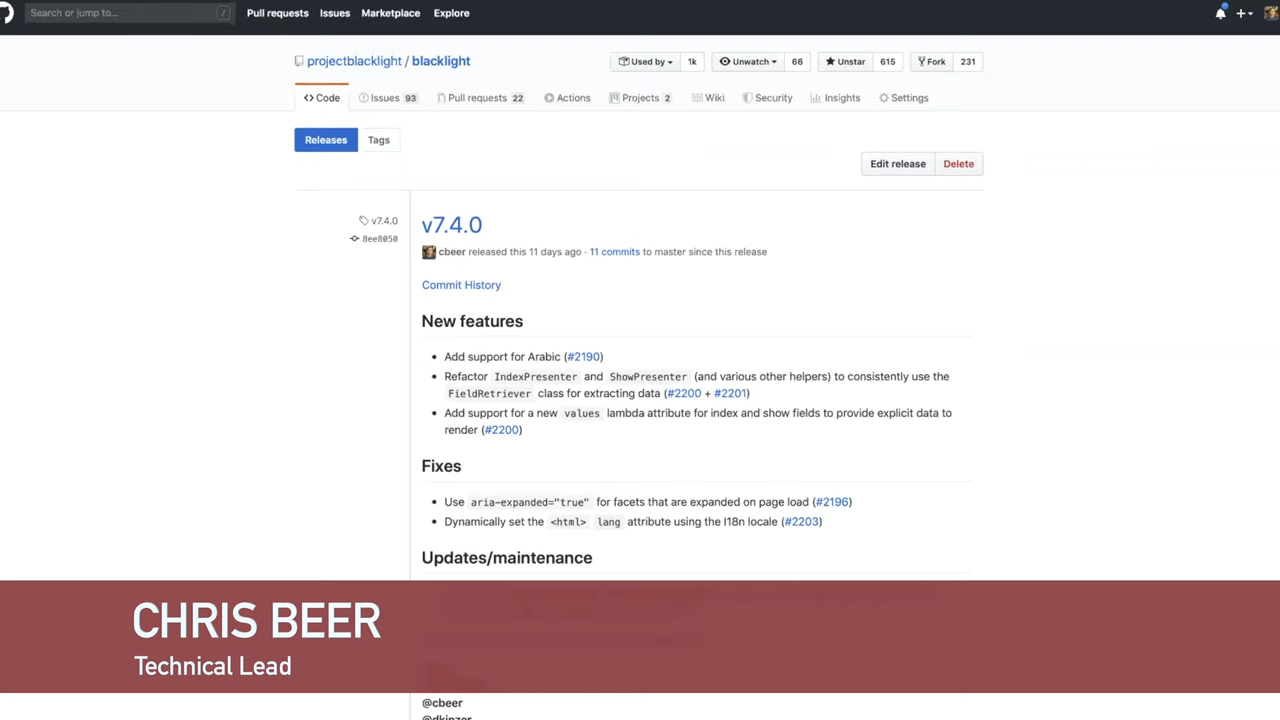 Search or jump to... /
Pull requests Issues Marketplace Explore
projectblacklight / blacklight
Used by 1k Unwatch 66 Unstar 615 Fork 231
Code Issues 93 Pull requests 22 Actions Projects 2 Wiki Security Insights Settings
Releases Tags
Edit release Delete
v7.4.0
8ee8050
v7.4.0
cbeer released this 11 days ago · 11 commits to master since this release
Commit History
New features
• Add support for Arabic (#2190)
• Refactor IndexPresenter and ShowPresenter (and various other helpers) to consistently use the
FieldRetriever class for extracting data (#2200 + #2201)
• Add support for a new values lambda attribute for index and show fields to provide explicit data to
render (#2200)
Fixes
• Use aria-expanded="true" for facets that are expanded on page load (#2196)
• Dynamically set the <html> lang attribute using the I18n locale (#2203)
Updates/maintenance
CHRIS BEER
Technical Lead
@cbeer
@dkinzer